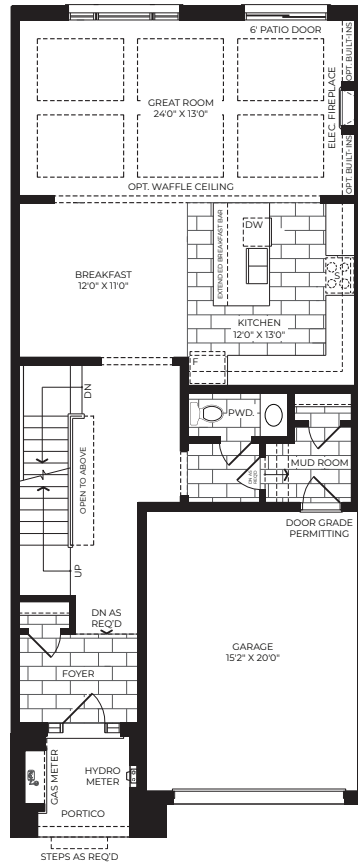 6' PATIO DOOR
OPT. BUILT-INS
ELEC. FIREPLACE
GREAT ROOM
24'0" X 13'0"
OPT. BUILT-INS
OPT. WAFFLE CEILING
EXTENDED BREAKFAST BAR
DW
BREAKFAST
12'0" X 11'0"
S
KITCHEN
12'0" X 13'0"
F
DN
PWD.
OPEN TO ABOVE
MUD ROOM
DN AS
REQ'D
DOOR GRADE
PERMITTING
UP
DN AS
REQ'D
GARAGE
15'2" X 20'0"
FOYER
GAS METER
HYDRO
METER
PORTICO
STEPS AS REQ'D